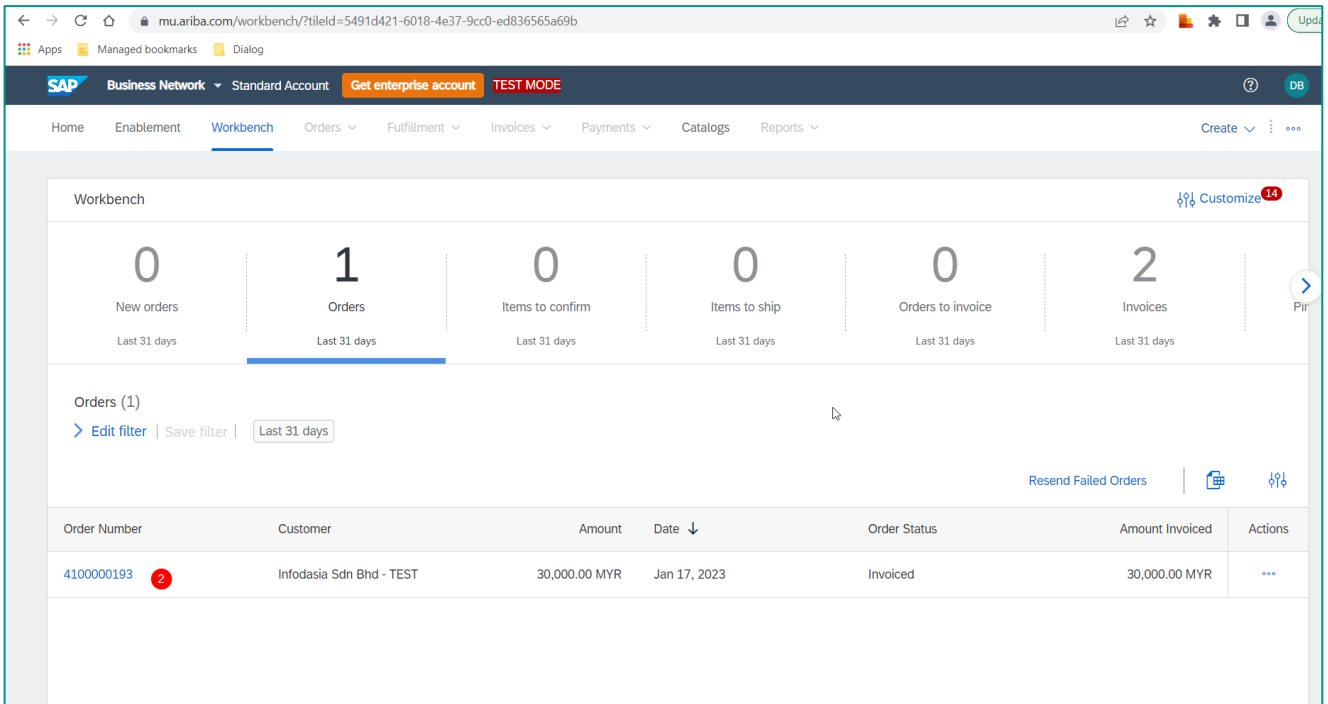 mu.ariba.com/workbench/?tileId=5491d421-6018-4e37-9cc0-ed836565a69b
Apps Managed bookmarks Dialog
SAP Business Network Standard Account Get enterprise account TEST MODE DB
Home Enablement Workbench Orders Fulfillment Invoices Payments Catalogs Reports Create
Workbench Customize 14
0 1 0 0 0 2
New orders Orders Items to confirm Items to ship Orders to invoice Invoices
Last 31 days Last 31 days Last 31 days Last 31 days Last 31 days Last 31 days
Orders (1)
Edit filter | Save filter | Last 31 days
Resend Failed Orders
Order Number Customer Amount Date Order Status Amount Invoiced Actions
4100000193 2 Infodasia Sdn Bhd - TEST 30,000.00 MYR Jan 17, 2023 Invoiced 30,000.00 MYR